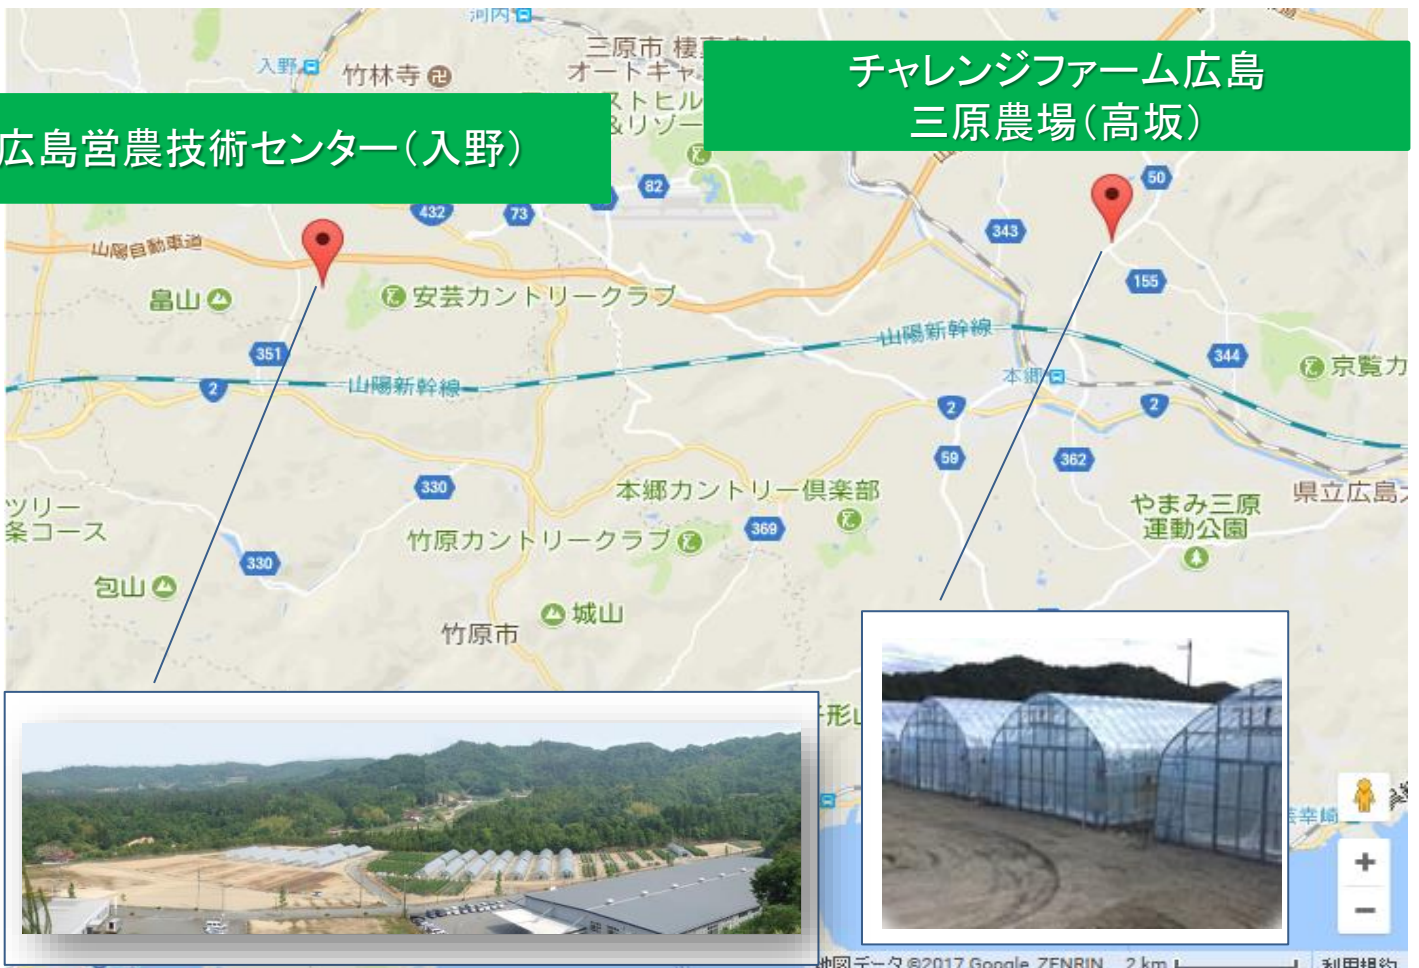 河内
入野
竹林寺
三原市 棲
オートキャ
ストヒル
&リゾー
チャレンジファーム広島
三原農場（高坂）
広島営農技術センター（入野）
82
50
432
73
343
山陽自動車道
155
畠山
安芸カントリークラブ
山陽新幹線
351
344
京覧カ
本郷
2
山陽新幹線
2
2
59
362
330
本郷カントリー倶楽部
県立広島
ツリー
条コース
やまみ三原
運動公園
竹原カントリークラブ
369
330
包山
城山
竹原市
幸崎
+
−
地図データ©2017 Google, ZENRIN
2 km
利用規約